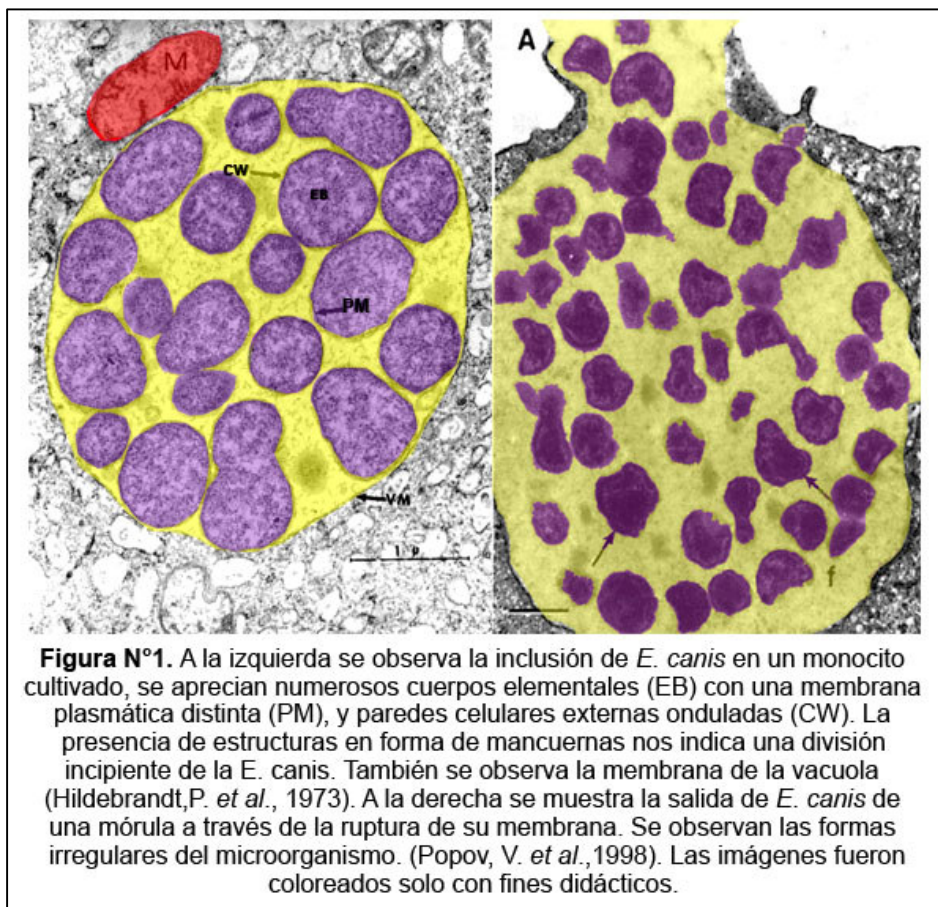 M
CW
EB
PM
VM
1 μ
A
f
Figura N°1. A la izquierda se observa la inclusión de E. canis en un monocito
cultivado, se aprecian numerosos cuerpos elementales (EB) con una membrana
plasmática distinta (PM), y paredes celulares externas onduladas (CW). La
presencia de estructuras en forma de mancuernas nos indica una división
incipiente de la E. canis. También se observa la membrana de la vacuola
(Hildebrandt,P. et al., 1973). A la derecha se muestra la salida de E. canis de
una mórula a través de la ruptura de su membrana. Se observan las formas
irregulares del microorganismo. (Popov, V. et al.,1998). Las imágenes fueron
coloreados solo con fines didácticos.